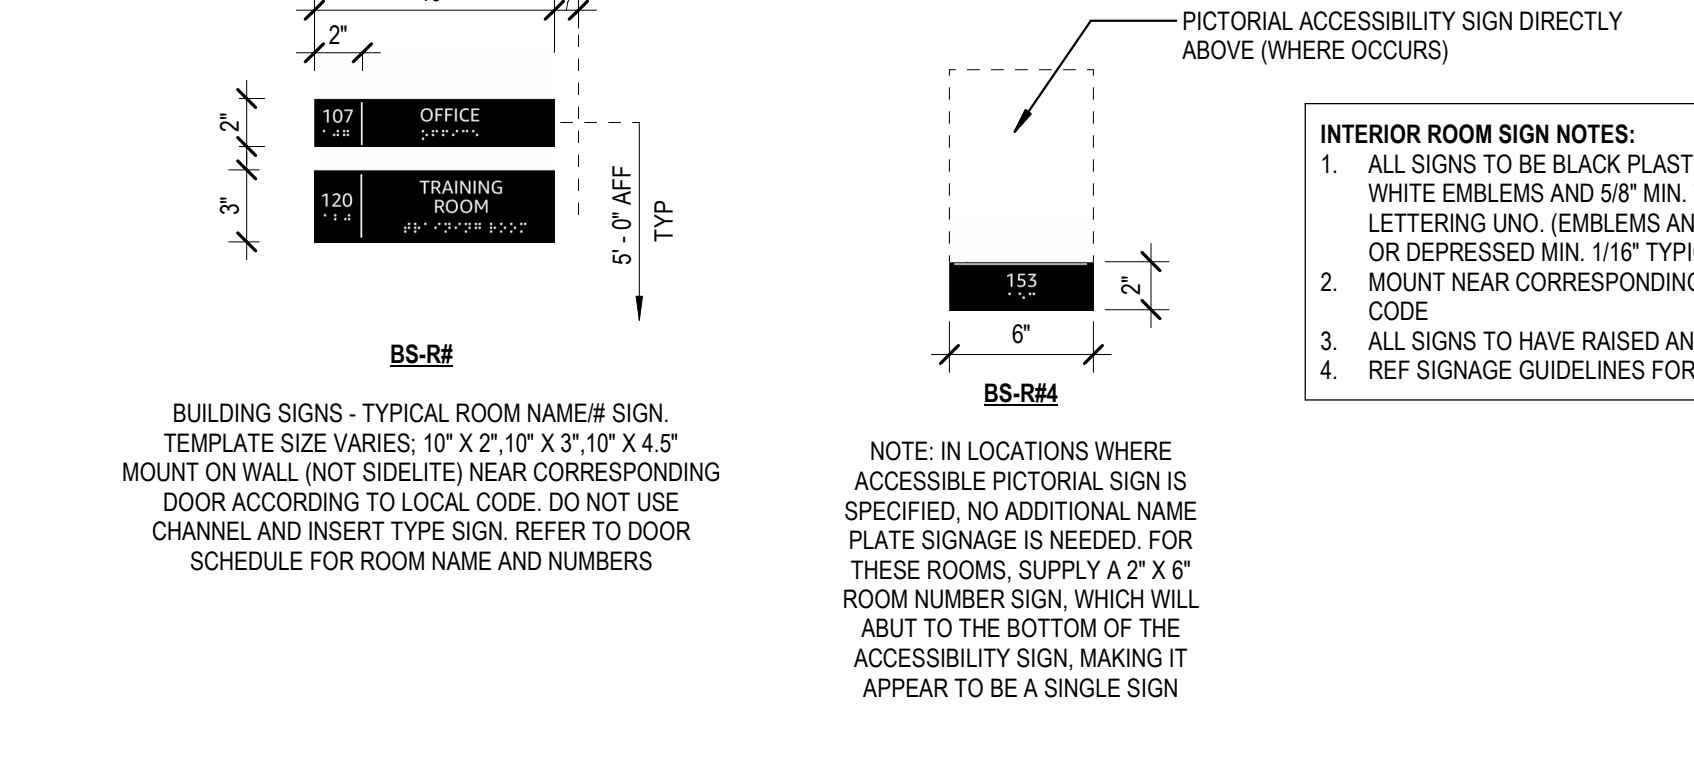 2"
2"
107
OFFICE
3"
120
TRAINING
ROOM
5' - 0" AFF
TYP
BS-R#
BUILDING SIGNS - TYPICAL ROOM NAME/# SIGN.
TEMPLATE SIZE VARIES; 10" X 2",10" X 3",10" X 4.5"
MOUNT ON WALL (NOT SIDELITE) NEAR CORRESPONDING
DOOR ACCORDING TO LOCAL CODE. DO NOT USE
CHANNEL AND INSERT TYPE SIGN. REFER TO DOOR
SCHEDULE FOR ROOM NAME AND NUMBERS
PICTORIAL ACCESSIBILITY SIGN DIRECTLY
ABOVE (WHERE OCCURS)
153
2"
6"
BS-R#4
NOTE: IN LOCATIONS WHERE
ACCESSIBLE PICTORIAL SIGN IS
SPECIFIED, NO ADDITIONAL NAME
PLATE SIGNAGE IS NEEDED. FOR
THESE ROOMS, SUPPLY A 2" X 6"
ROOM NUMBER SIGN, WHICH WILL
ABUT TO THE BOTTOM OF THE
ACCESSIBILITY SIGN, MAKING IT
APPEAR TO BE A SINGLE SIGN
INTERIOR ROOM SIGN NOTES:
1. ALL SIGNS TO BE BLACK PLAST
WHITE EMBLEMS AND 5/8" MIN.
LETTERING UNO. (EMBLEMS AN
OR DEPRESSED MIN. 1/16" TYPI
2. MOUNT NEAR CORRESPONDING
CODE
3. ALL SIGNS TO HAVE RAISED AN
4. REF SIGNAGE GUIDELINES FOR